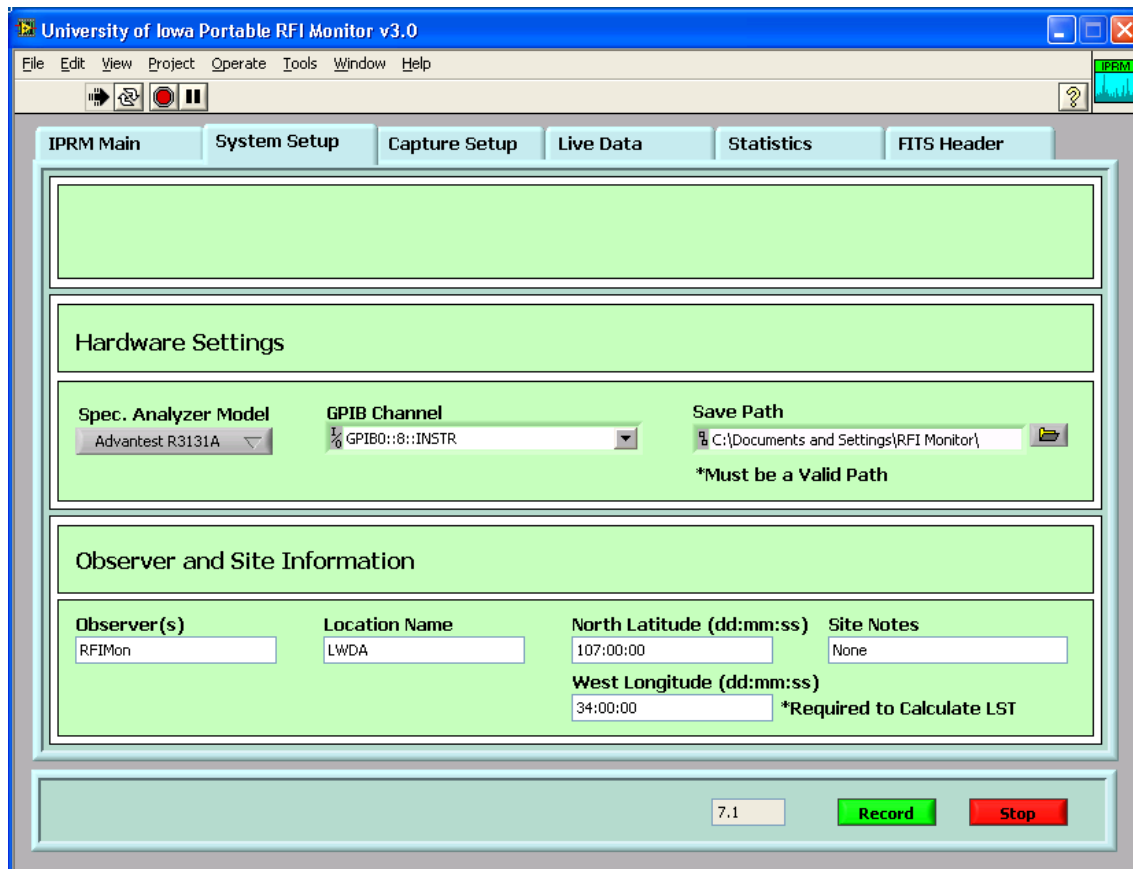 University of Iowa Portable RFI Monitor v3.0
File Edit View Project Operate Tools Window Help
IPRM
?
IPRM Main System Setup Capture Setup Live Data Statistics FITS Header
Hardware Settings
Spec. Analyzer Model GPIB Channel Save Path
Advantest R3131A I/O GPIB0::8::INSTR C:\Documents and Settings\RFI Monitor\
*Must be a Valid Path
Observer and Site Information
Observer(s) Location Name North Latitude (dd:mm:ss) Site Notes
RFIMon LWDA 107:00:00 None
West Longitude (dd:mm:ss)
34:00:00 *Required to Calculate LST
7.1 Record Stop